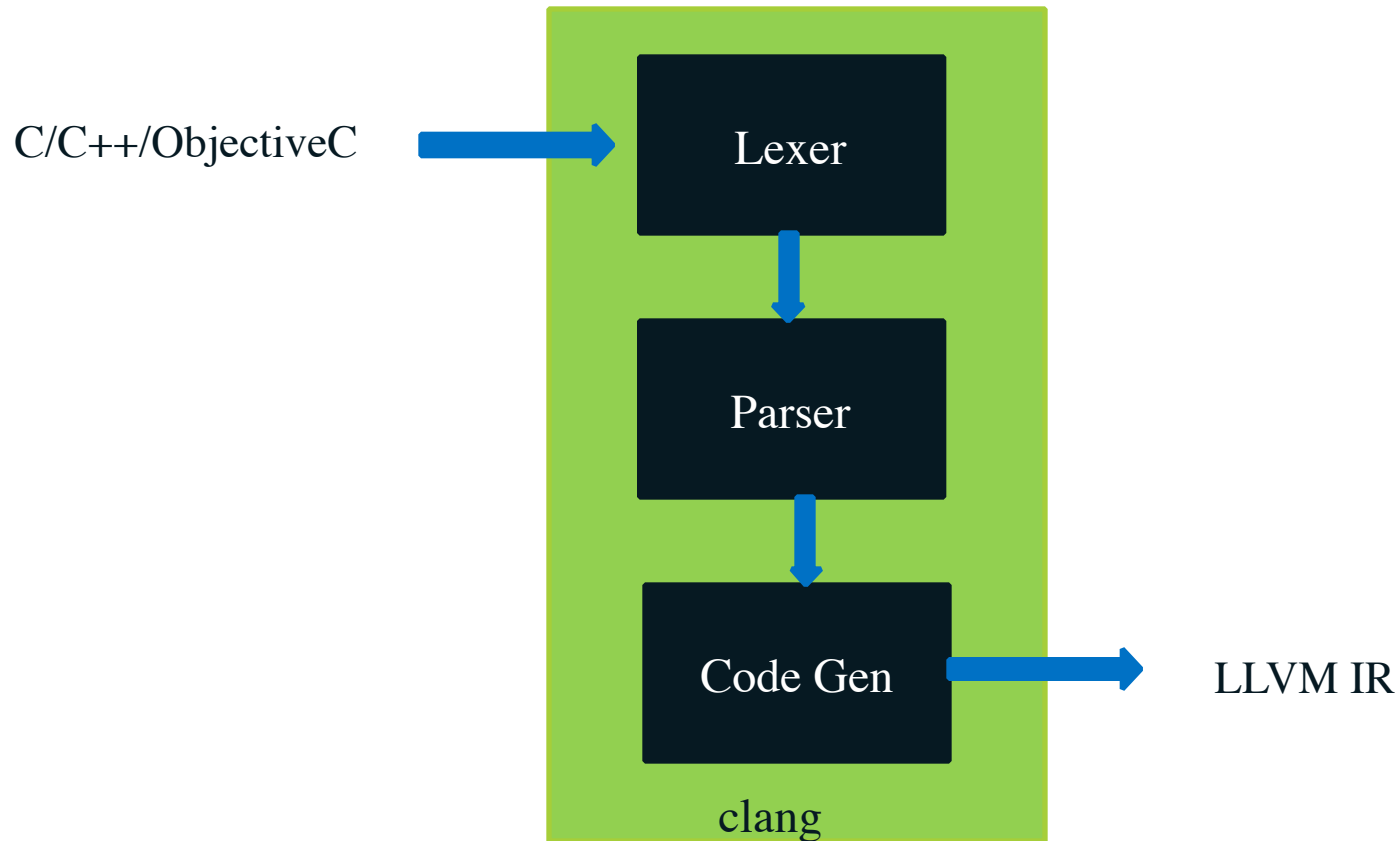 C/C++/ObjectiveC
Lexer
Parser
Code Gen
LLVM IR
clang